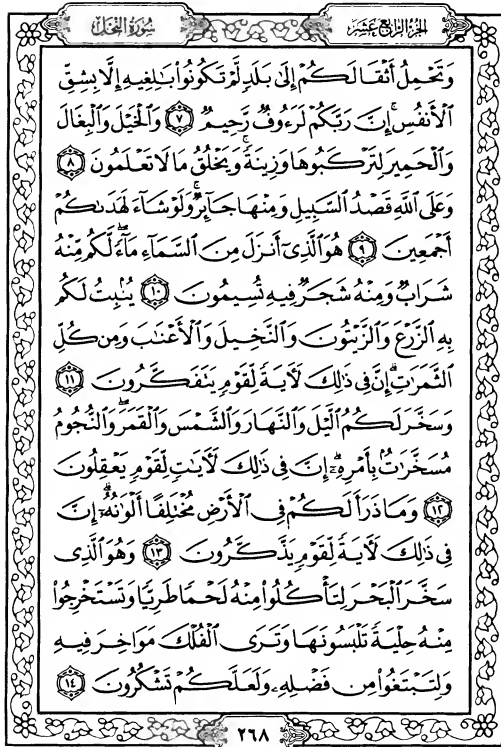 الجزء الرابع عشر
سورة النحل
وَتَحْمِلُ أَثْقَالَكُمْ إِلَىٰ بَلَدٍ لَّمْ تَكُونُوا۟ بَـٰلِغِيهِ إِلَّا بِشِقِّ
ٱلْأَنفُسِ ۚ إِنَّ رَبَّكُمْ لَرَءُوفٌ رَّحِيمٌ ﴿٧﴾ وَٱلْخَيْلَ وَٱلْبِغَالَ
وَٱلْحَمِيرَ لِتَرْكَبُوهَا وَزِينَةً ۚ وَيَخْلُقُ مَا لَا تَعْلَمُونَ ﴿٨﴾
وَعَلَى ٱللَّهِ قَصْدُ ٱلسَّبِيلِ وَمِنْهَا جَآئِرٌ ۚ وَلَوْ شَآءَ لَهَدَىٰكُمْ
أَجْمَعِينَ ﴿٩﴾ هُوَ ٱلَّذِىٓ أَنزَلَ مِنَ ٱلسَّمَآءِ مَآءً ۖ لَّكُم مِّنْهُ
شَرَابٌ وَمِنْهُ شَجَرٌ فِيهِ تُسِيمُونَ ﴿١٠﴾ يُنۢبِتُ لَكُم
بِهِ ٱلزَّرْعَ وَٱلزَّيْتُونَ وَٱلنَّخِيلَ وَٱلْأَعْنَـٰبَ وَمِن كُلِّ
ٱلثَّمَرَٰتِ ۗ إِنَّ فِى ذَٰلِكَ لَـَٔايَةً لِّقَوْمٍ يَتَفَكَّرُونَ ﴿١١﴾
وَسَخَّرَ لَكُمُ ٱلَّيْلَ وَٱلنَّهَارَ وَٱلشَّمْسَ وَٱلْقَمَرَ ۖ وَٱلنُّجُومُ
مُسَخَّرَٰتٌۢ بِأَمْرِهِۦٓ ۗ إِنَّ فِى ذَٰلِكَ لَـَٔايَـٰتٍ لِّقَوْمٍ يَعْقِلُونَ
﴿١٢﴾ وَمَا ذَرَأَ لَكُمْ فِى ٱلْأَرْضِ مُخْتَلِفًا أَلْوَٰنُهُۥٓ ۗ إِنَّ
فِى ذَٰلِكَ لَـَٔايَةً لِّقَوْمٍ يَذَّكَّرُونَ ﴿١٣﴾ وَهُوَ ٱلَّذِى
سَخَّرَ ٱلْبَحْرَ لِتَأْكُلُوا۟ مِنْهُ لَحْمًا طَرِيًّا وَتَسْتَخْرِجُوا۟
مِنْهُ حِلْيَةً تَلْبَسُونَهَا وَتَرَى ٱلْفُلْكَ مَوَاخِرَ فِيهِ
وَلِتَبْتَغُوا۟ مِن فَضْلِهِۦ وَلَعَلَّكُمْ تَشْكُرُونَ ﴿١٤﴾
٢٦٨